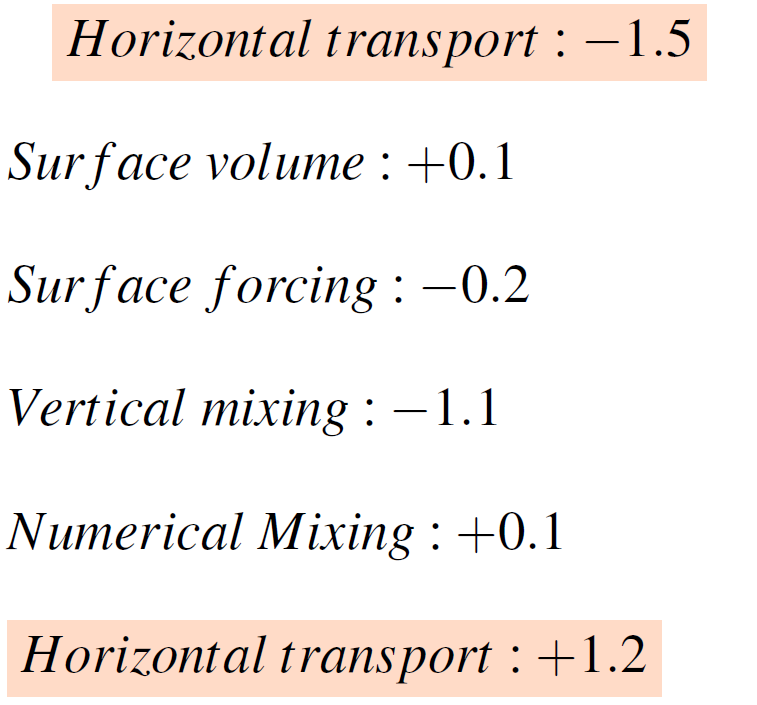 Horizontal transport : −1.5
Surface volume : +0.1
Surface forcing : −0.2
Vertical mixing : −1.1
Numerical Mixing : +0.1
Horizontal transport : +1.2